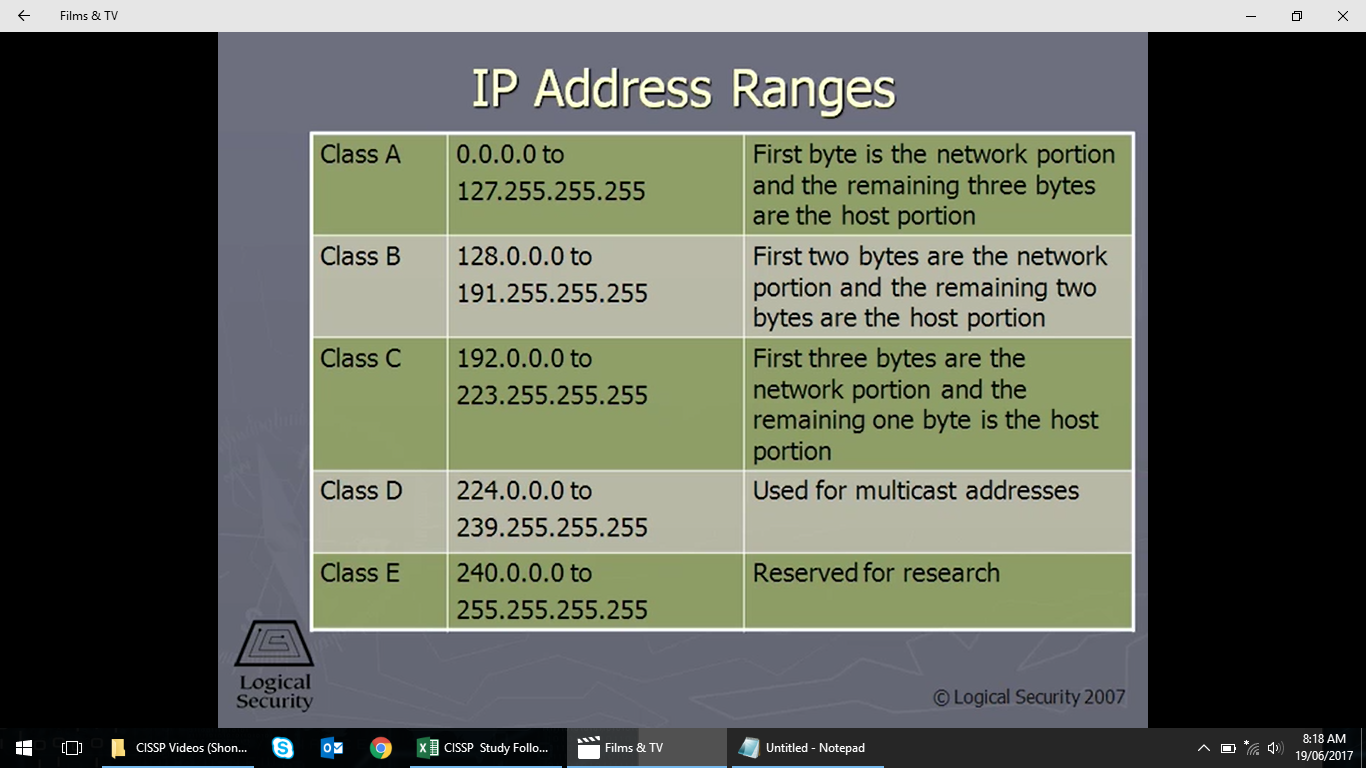 Films & TV
IP Address Ranges
Class A
0.0.0.0 to
127.255.255.255
First byte is the network portion
and the remaining three bytes
are the host portion
Class B
128.0.0.0 to
191.255.255.255
First two bytes are the network
portion and the remaining two
bytes are the host portion
Class C
192.0.0.0 to
223.255.255.255
First three bytes are the
network portion and the
remaining one byte is the host
portion
Class D
224.0.0.0 to
239.255.255.255
Used for multicast addresses
Class E
240.0.0.0 to
255.255.255.255
Reserved for research
Logical
Security
© Logical Security 2007
CISSP Videos (Shon...
CISSP Study Follo...
Films & TV
Untitled - Notepad
8:18 AM
19/06/2017